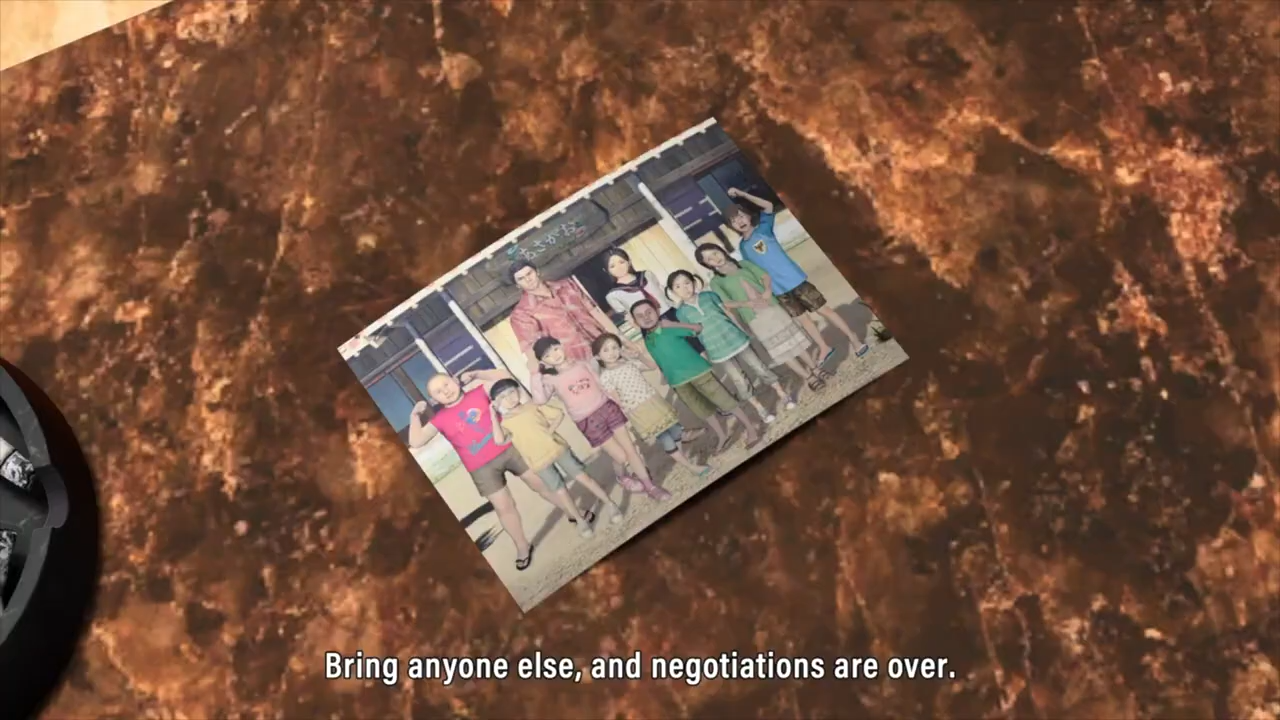 あさがお
Bring anyone else, and negotiations are over.